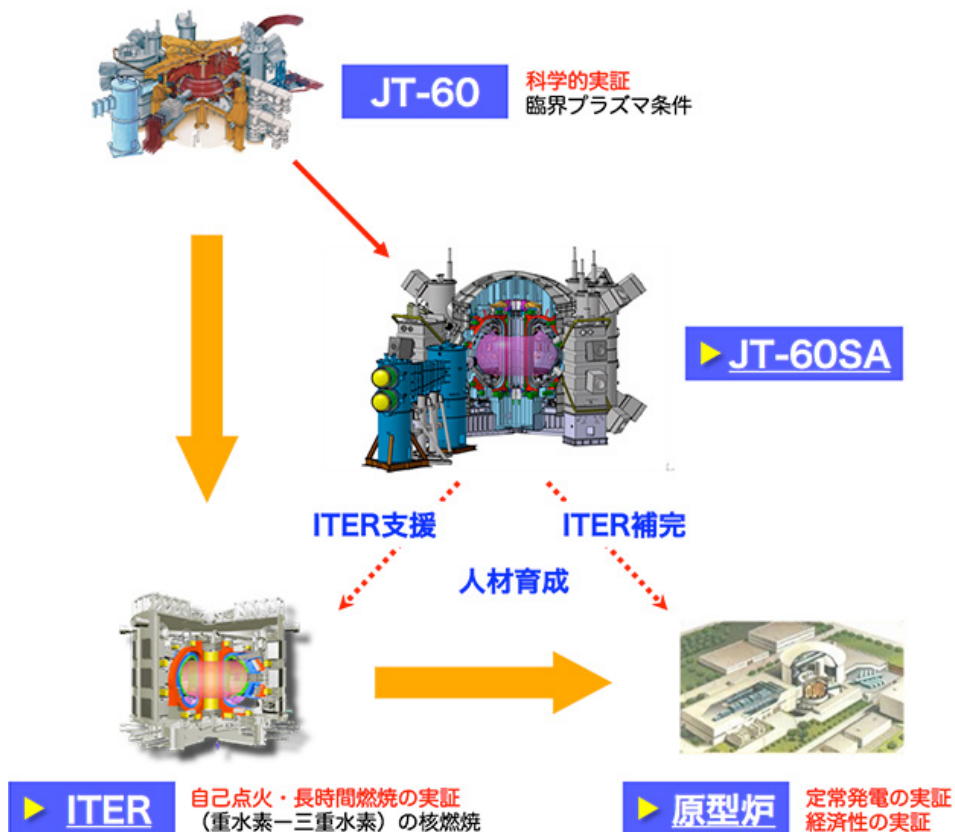 JT-60
科学的実証
臨界プラズマ条件
▶ JT-60SA
ITER支援
ITER補完
人材育成
▶ ITER
自己点火・長時間燃焼の実証
（重水素ー三重水素）の核燃焼
▶ 原型炉
定常発電の実証
経済性の実証